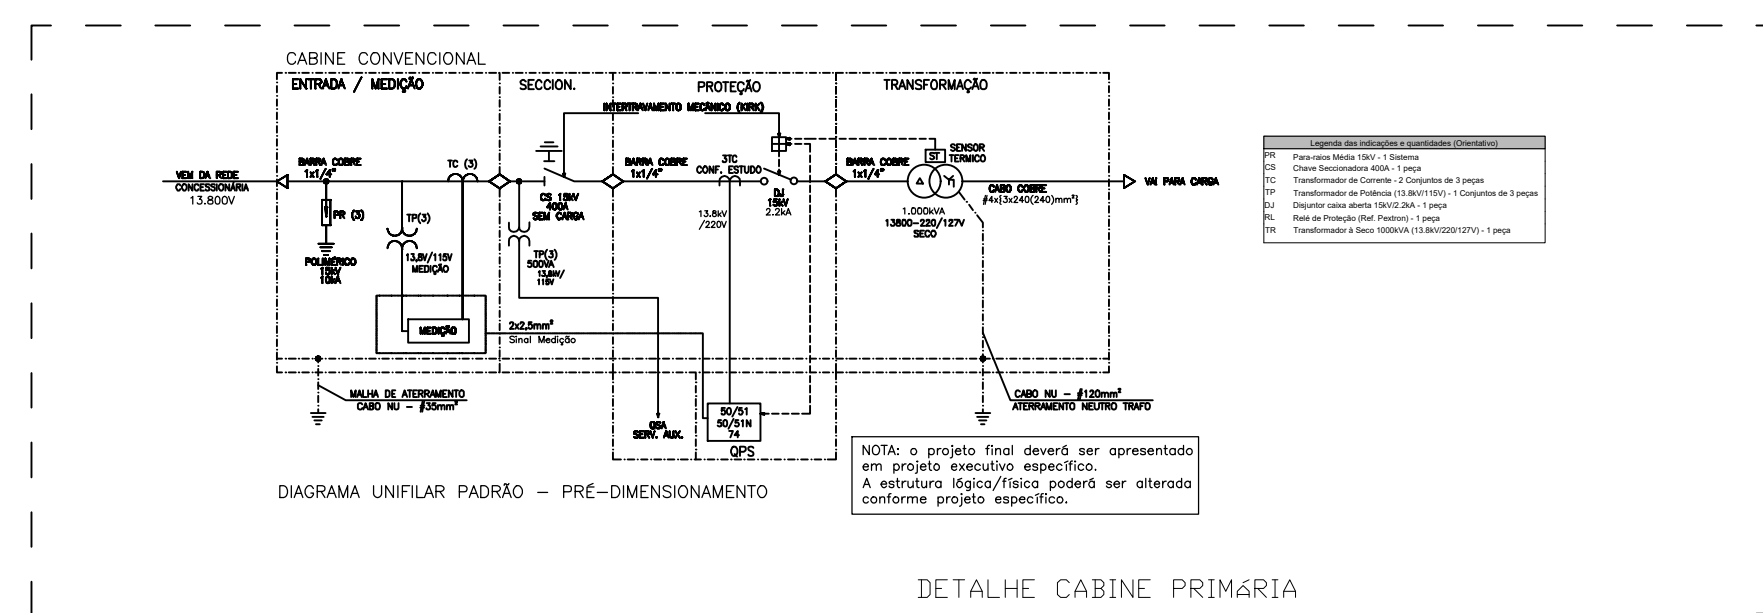 CABINE CONVENCIONAL
ENTRADA / MEDIÇÃO
SECCION.
PROTEÇÃO
TRANSFORMAÇÃO
INTERTRAVAMENTO MECÂNICO (KIRK)
VEM DA REDE
CONCESSIONÁRIA
13.800V
BARRA COBRE
1x1/4"
TC (3)
PR (3)
POLIMÉRICO
15kV
10kA
TP(3)
13,8V/115V
MEDIÇÃO
MEDIÇÃO
CS 15kV
400A
SEM CARGA
TP(3)
500VA
13,8kV/
115V
2x2,5mm²
Sinal Medição
BARRA COBRE
1x1/4"
3TC
CONF. ESTUDO
13.8kV
/220V
DJ
15kV
2.2kA
BARRA COBRE
1x1/4"
ST
SENSOR
TERMICO
1.000kVA
13800-220/127V
SECO
CABO COBRE
#4x{3x240(240)mm²}
VAI PARA CARGA
MALHA DE ATERRAMENTO
CABO NU - #35mm²
QSA
SERV. AUX.
50/51
50/51N
74
QPS
CABO NU - #120mm²
ATERRAMENTO NEUTRO TRAFO
NOTA: o projeto final deverá ser apresentado
em projeto executivo específico.
A estrutura lógica/física poderá ser alterada
conforme projeto específico.
DIAGRAMA UNIFILAR PADRÃO - PRÉ-DIMENSIONAMENTO
Legenda das indicações e quantidades (Orientativo)
PR Para-raios Média 15kV - 1 Sistema
CS Chave Seccionadora 400A - 1 peça
TC Transformador de Corrente - 2 Conjuntos de 3 peças
TP Transformador de Potência (13.8kV/115V) - 1 Conjuntos de 3 peças
DJ Disjuntor caixa aberta 15kV/2.2kA - 1 peça
RL Relé de Proteção (Ref. Pextron) - 1 peça
TR Transformador à Seco 1000kVA (13.8kV/220/127V) - 1 peça
DETALHE CABINE PRIMáRIA